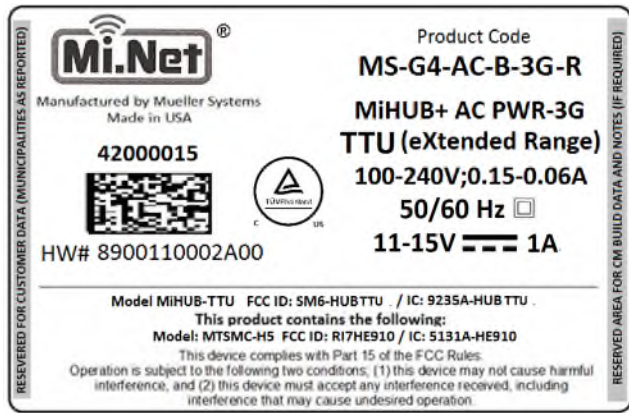 RESEVERED FOR CUSTOMER DATA (MUNICIPALITIES AS REPORTED)
Mi.Net®
Manufactured by Mueller Systems
Made in USA
42000015
TÜVRheinland
C US
HW# 8900110002A00
Product Code
MS-G4-AC-B-3G-R
MiHUB+ AC PWR-3G
TTU (eXtended Range)
100-240V;0.15-0.06A
50/60 Hz
11-15V 1A
Model MiHUB-TTU FCC ID: SM6-HUBTTU . / IC: 9235A-HUBTTU .
This product contains the following:
Model: MTSMC-H5 FCC ID: RI7HE910 / IC: 5131A-HE910
This device complies with Part 15 of the FCC Rules.
Operation is subject to the following two conditions, (1) this device may not cause harmful
interference, and (2) this device must accept any interference received, including
interference that may cause undesired operation.
RESERVED AREA FOR CM BUILD DATA AND NOTES (IF REQUIRED)